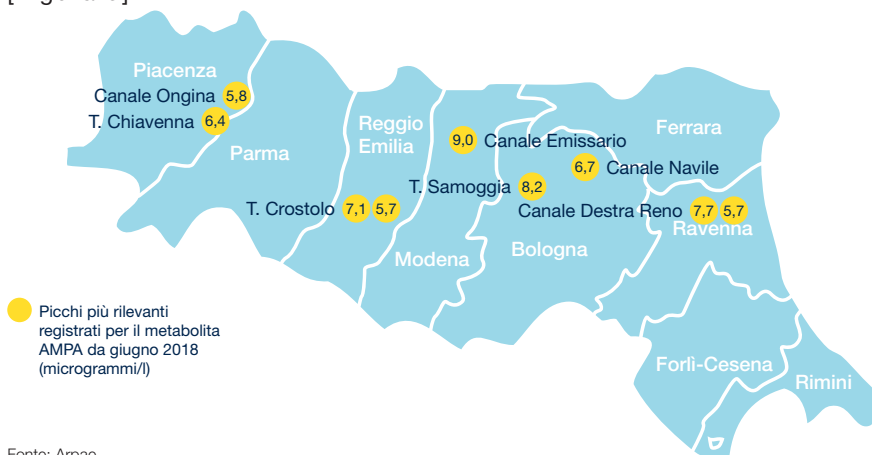 Piacenza
Canale Ongina 5,8
T. Chiavenna 6,4
Parma
Reggio
Emilia
9,0 Canale Emissario
Ferrara
6,7 Canale Navile
T. Samoggia 8,2
T. Crostolo 7,1 5,7
Canale Destra Reno 7,7 5,7
Ravenna
Modena
Bologna
Picchi più rilevanti
registrati per il metabolita
AMPA da giugno 2018
(microgrammi/l)
Forlì-Cesena
Rimini
Fonte: Arpae